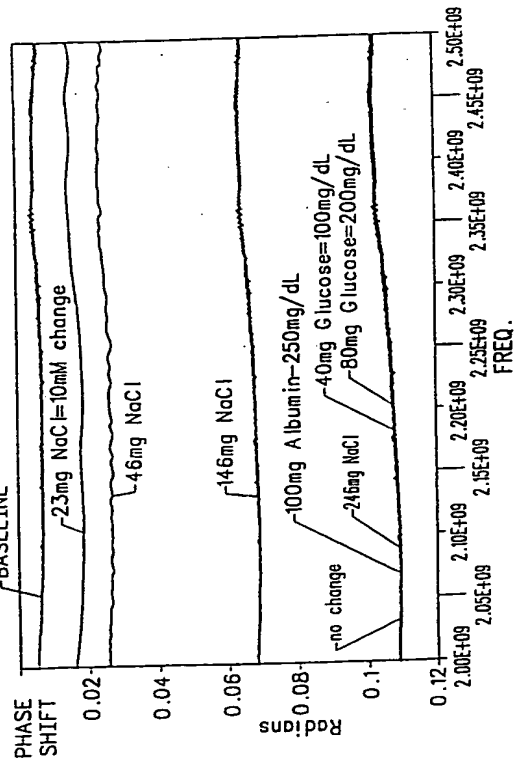 BASELINE
PHASE
SHIFT
23mg NaCl=10mM change
0.02
46mg NaCl
0.04
Radians
146mg NaCl
0.06
100mg Albumin-250mg/dL
40mg Glucose=100mg/dL
80mg Glucose=200mg/dL
0.08
no change
246mg NaCl
0.1
0.12
2.00E+09
2.05E+09
2.10E+09
2.15E+09
2.20E+09
2.25E+09
2.30E+09
2.35E+09
2.40E+09
2.45E+09
2.50E+09
FREQ.